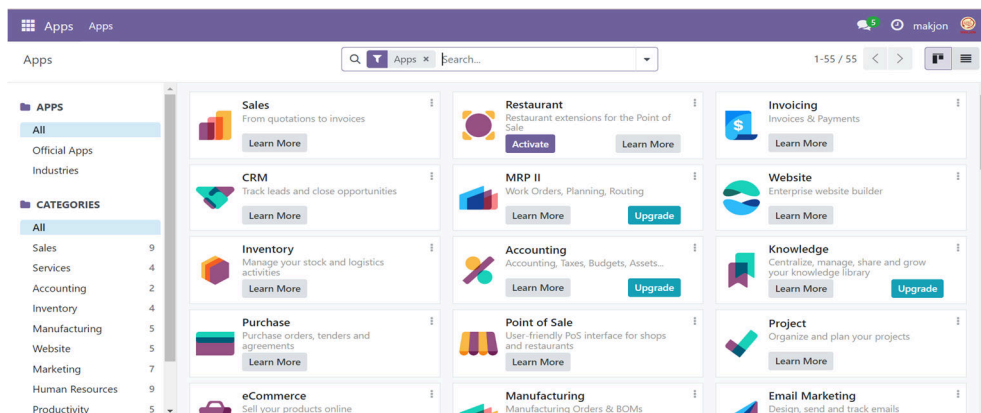 Apps Apps
5 makjon
Apps
Apps × Search...
1-55 / 55
APPS
All
Official Apps
Industries
CATEGORIES
All
Sales 9
Services 4
Accounting 2
Inventory 4
Manufacturing 5
Website 5
Marketing 7
Human Resources 9
Productivity 5
Sales
From quotations to invoices
Learn More
Restaurant
Restaurant extensions for the Point of
Sale
Activate Learn More
Invoicing
Invoices & Payments
Learn More
CRM
Track leads and close opportunities
Learn More
MRP II
Work Orders, Planning, Routing
Learn More Upgrade
Website
Enterprise website builder
Learn More
Inventory
Manage your stock and logistics
activities
Learn More
Accounting
Accounting, Taxes, Budgets, Assets...
Learn More Upgrade
Knowledge
Centralize, manage, share and grow
your knowledge library
Learn More Upgrade
Purchase
Purchase orders, tenders and
agreements
Learn More
Point of Sale
User-friendly PoS interface for shops
and restaurants
Learn More
Project
Organize and plan your projects
Learn More
eCommerce
Sell your products online
Manufacturing
Manufacturing Orders & BOMs
Email Marketing
Design, send and track emails